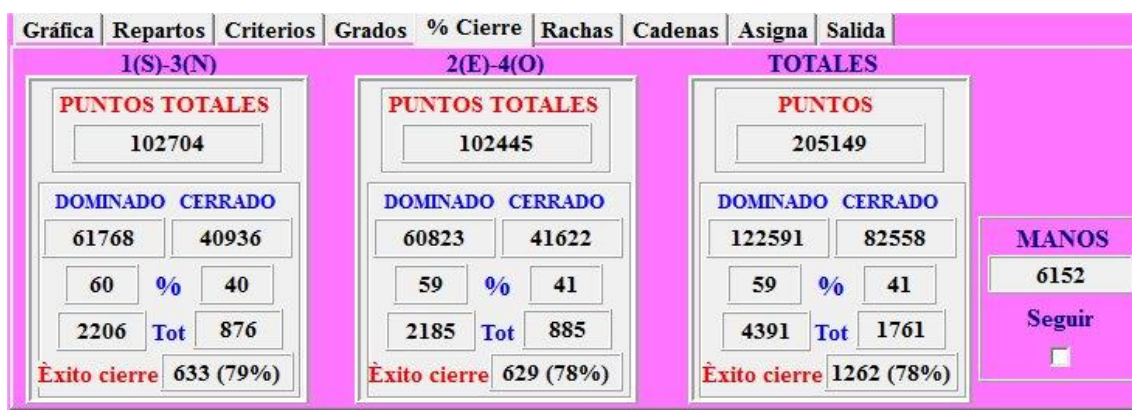 Gráfica Repartos Criterios Grados % Cierre Rachas Cadenas Asigna Salida
1(S)-3(N) 2(E)-4(O) TOTALES
PUNTOS TOTALES PUNTOS TOTALES PUNTOS
102704 102445 205149
DOMINADO CERRADO DOMINADO CERRADO DOMINADO CERRADO
61768 40936 60823 41622 122591 82558 MANOS
60 % 40 59 % 41 59 % 41 6152
2206 Tot 876 2185 Tot 885 4391 Tot 1761 Seguir
Èxito cierre 633 (79%) Èxito cierre 629 (78%) Èxito cierre 1262 (78%)